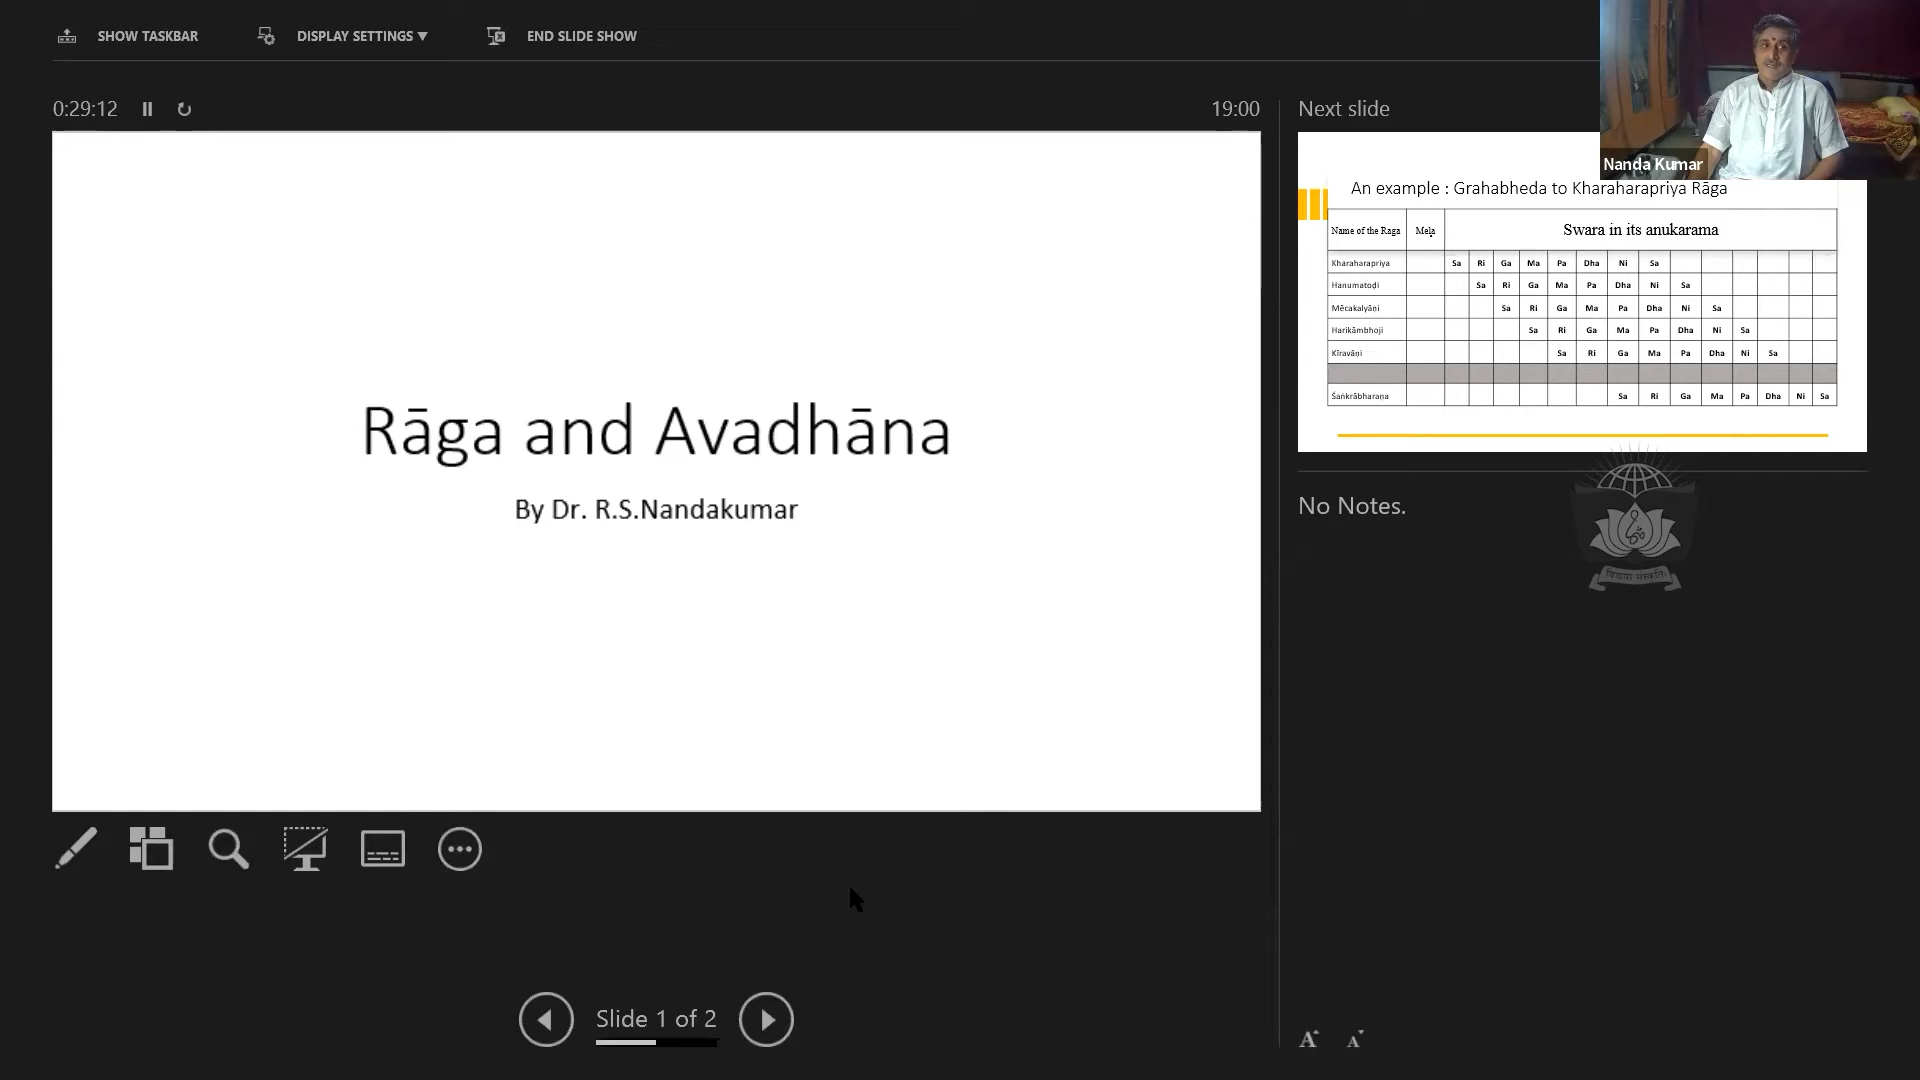 SHOW TASKBAR
DISPLAY SETTINGS ▼
END SLIDE SHOW
0:29:12
19:00
Next slide
Nanda Kumar
Rāga and Avadhāna
By Dr. R.S.Nandakumar
An example : Grahabheda to Kharaharapriya Rāga
Name of the Raga Meḷa Swara in its anukarama
Kharaharapriya Sa Ri Ga Ma Pa Dha Ni Sa
Hanumatoḍi Sa Ri Ga Ma Pa Dha Ni Sa
Mēcakalyāṇi Sa Ri Ga Ma Pa Dha Ni Sa
Harikāmbhoji Sa Ri Ga Ma Pa Dha Ni Sa
Kīravāṇi Sa Ri Ga Ma Pa Dha Ni Sa
Śaṅkrābharaṇa Sa Ri Ga Ma Pa Dha Ni Sa
No Notes.
Slide 1 of 2
A A